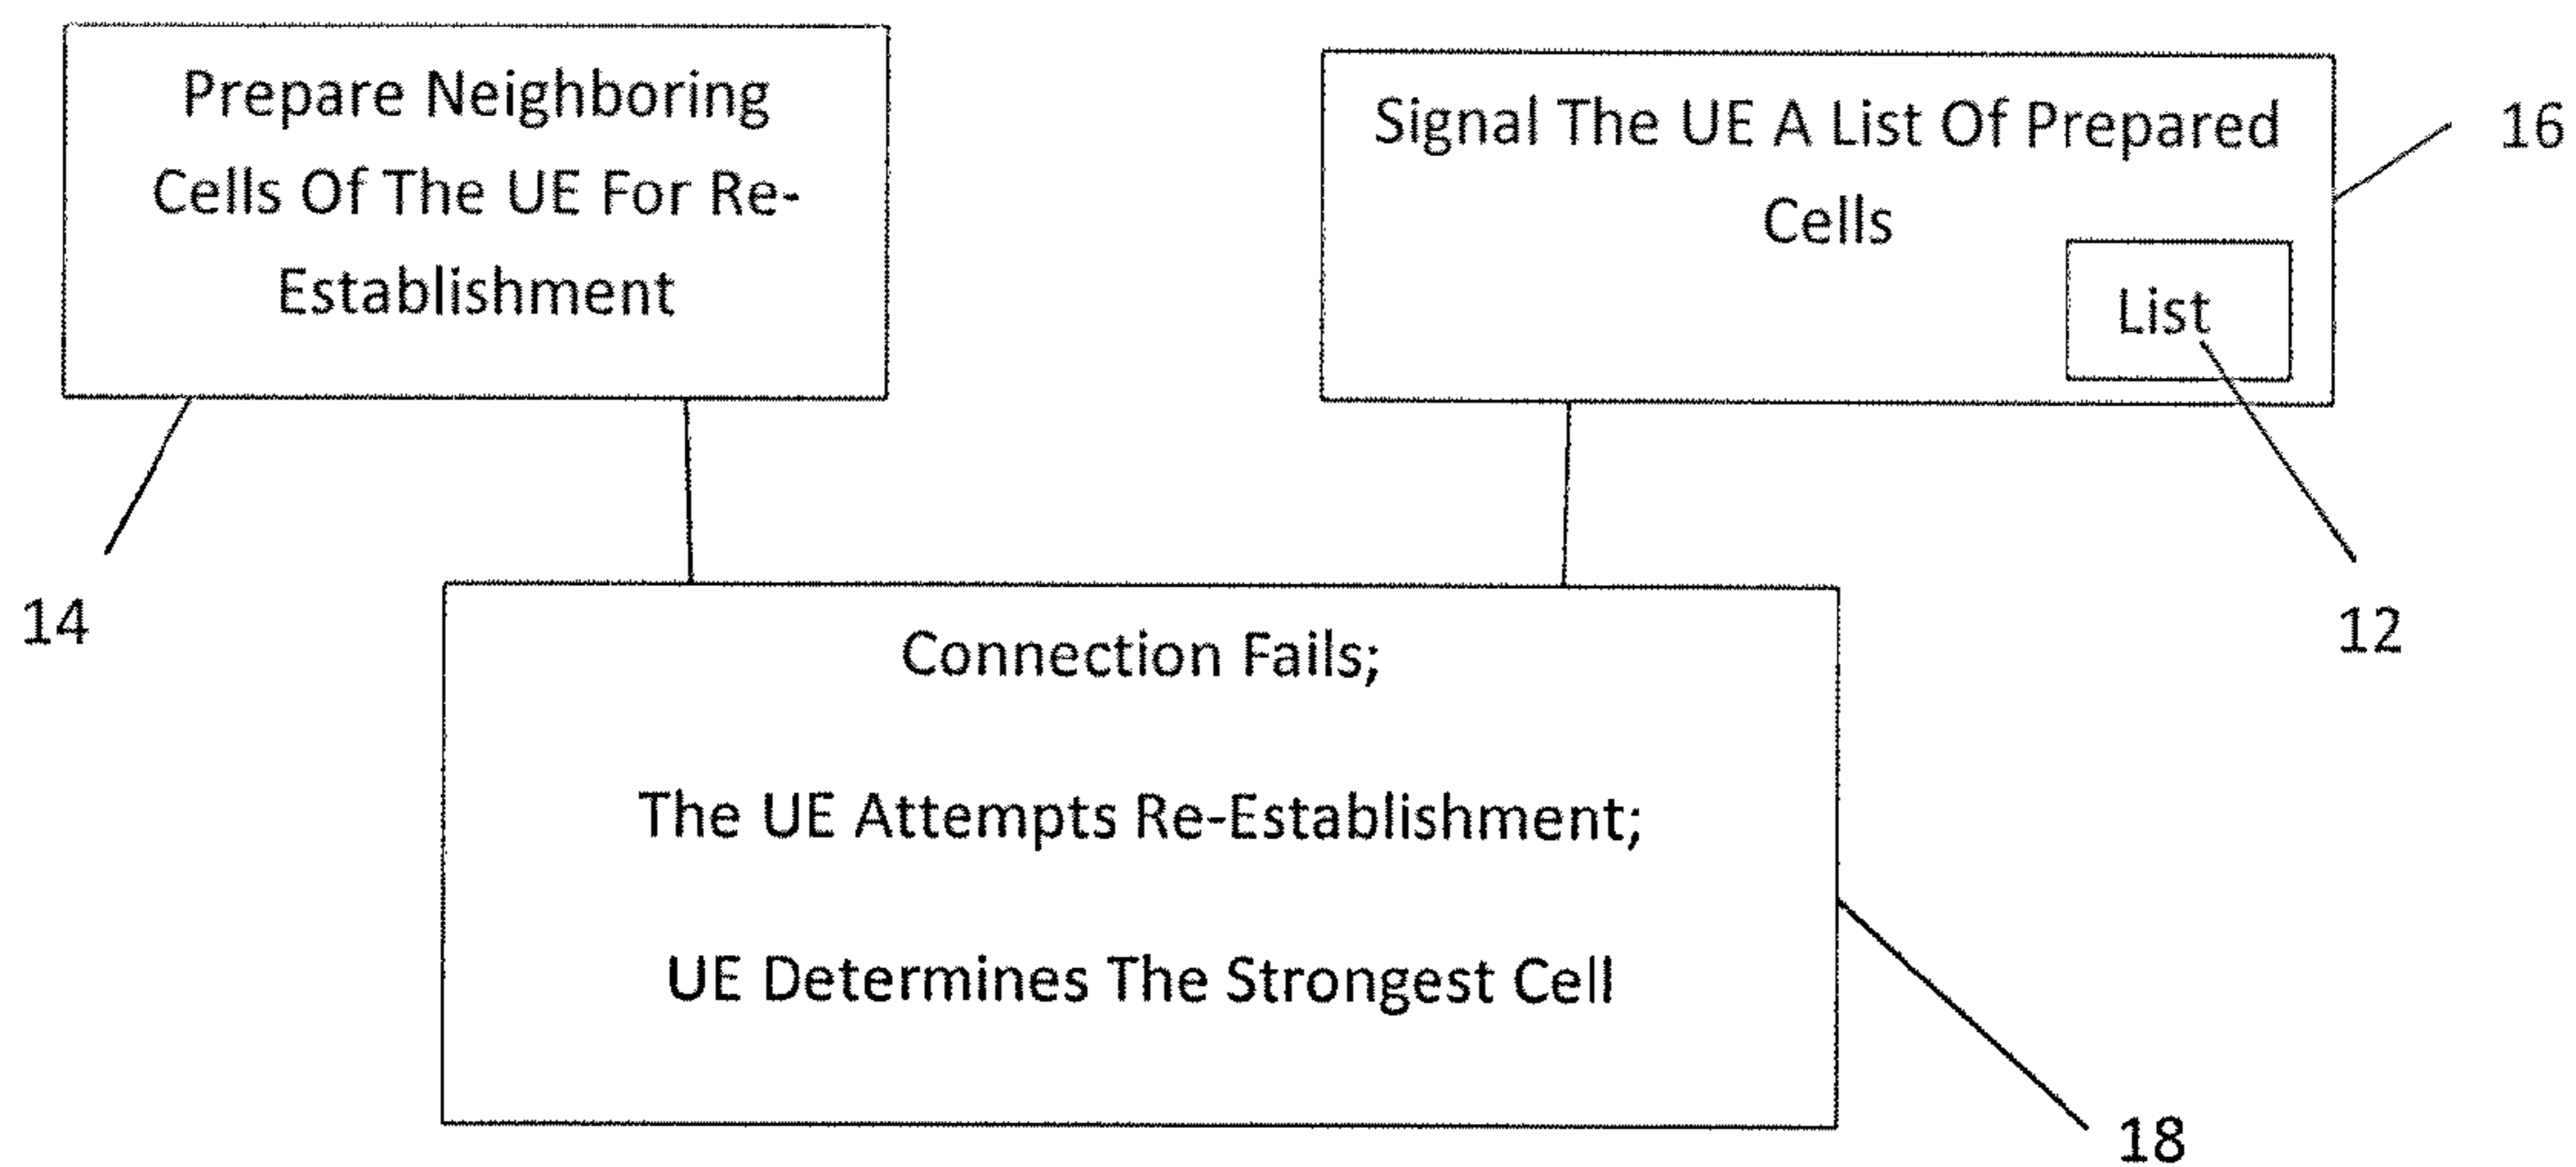 Prepare Neighboring
Cells Of The UE For Re-
Establishment
Signal The UE A List Of Prepared
Cells
List
16
14
12
Connection Fails;
The UE Attempts Re-Establishment;
UE Determines The Strongest Cell
18